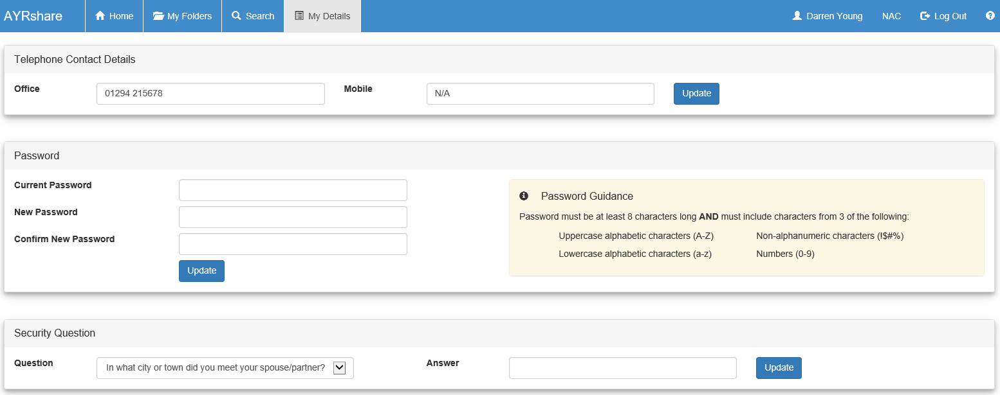 AYRshare Home My Folders Search My Details Darren Young NAC Log Out ?
Telephone Contact Details
Office 01294 215678 Mobile N/A Update
Password
Current Password
New Password
Confirm New Password
Update
i Password Guidance
Password must be at least 8 characters long AND must include characters from 3 of the following:
Uppercase alphabetic characters (A-Z) Non-alphanumeric characters (!$#%)
Lowercase alphabetic characters (a-z) Numbers (0-9)
Security Question
Question In what city or town did you meet your spouse/partner? Answer Update